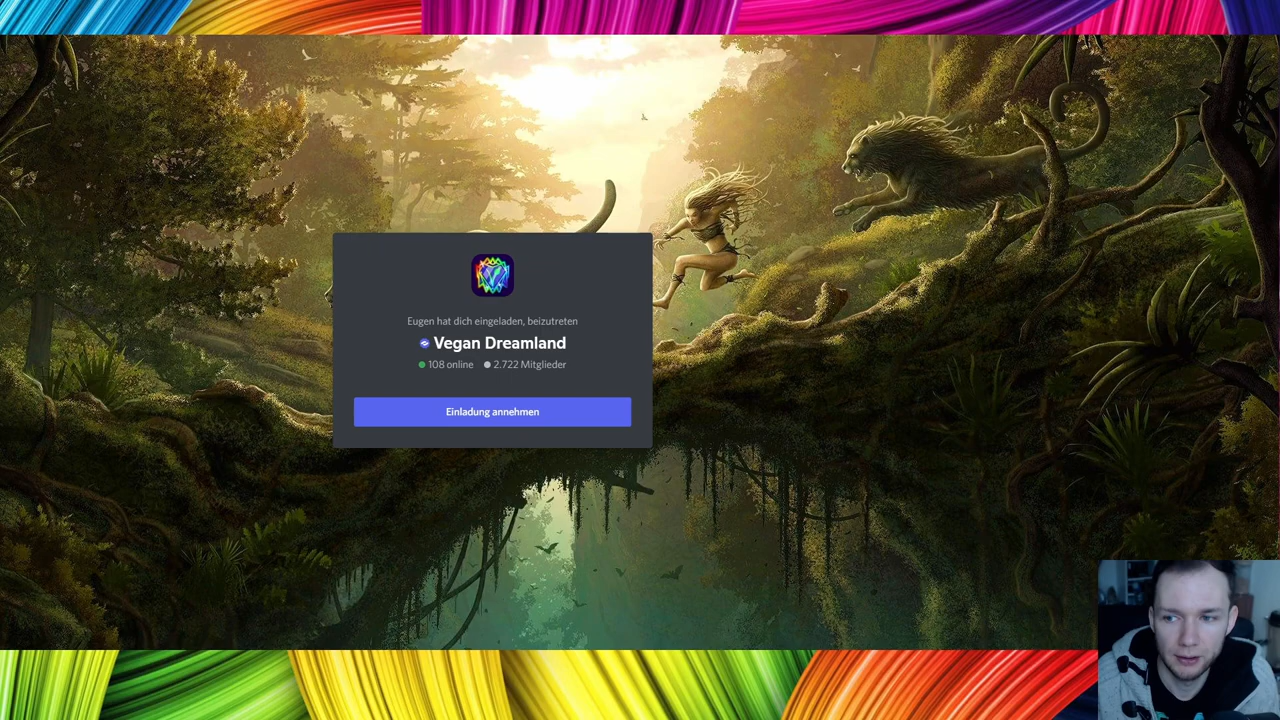 Eugen hat dich eingeladen, beizutreten
Vegan Dreamland
108 online 2.722 Mitglieder
Einladung annehmen